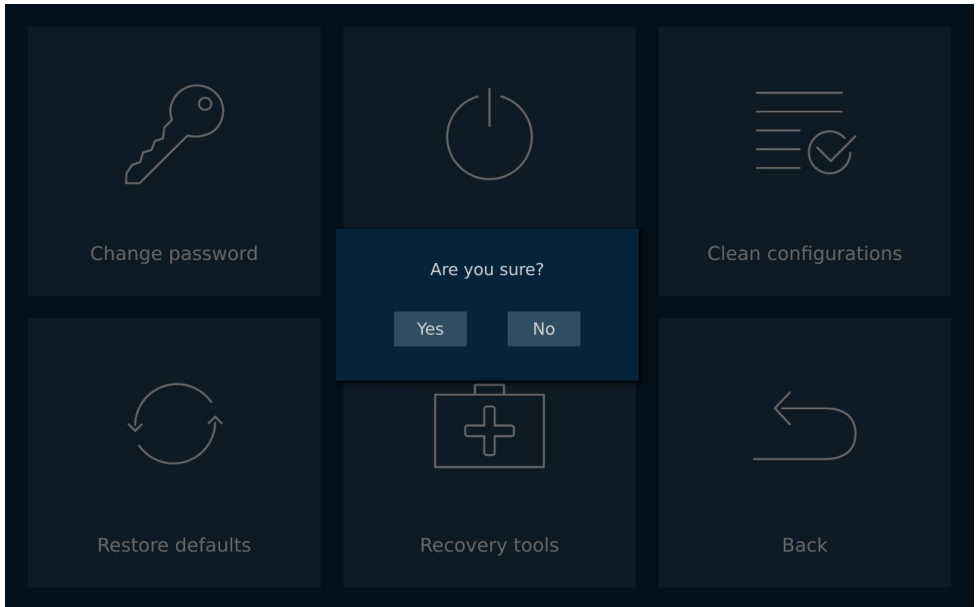 Change password
Clean configurations
Are you sure?
Yes
No
Restore defaults
Recovery tools
Back